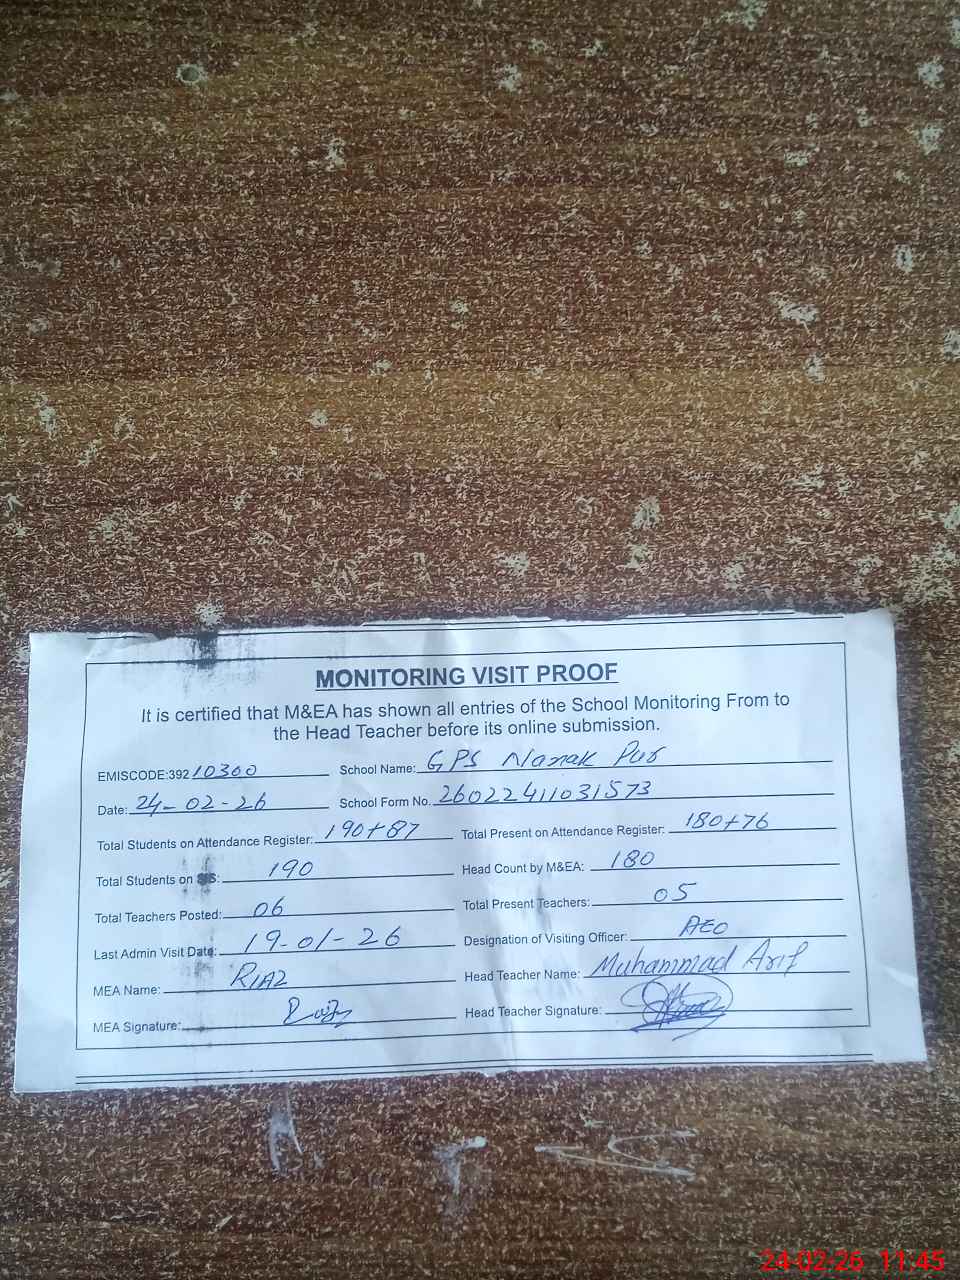 MONITORING VISIT PROOF
It is certified that M&EA has shown all entries of the School Monitoring From to
the Head Teacher before its online submission.
EMISCODE:39210300 School Name: GPS Nanak Pur
Date: 24-02-26 School Form No. 26022411031573
Total Students on Attendance Register: 190+87 Total Present on Attendance Register: 180+76
Total Students on SIS: 190 Head Count by M&EA: 180
Total Teachers Posted: 06 Total Present Teachers: 05
Last Admin Visit Date: 19-01-26 Designation of Visiting Officer: AEO
MEA Name: RIAZ Head Teacher Name: Muhammad Arif
MEA Signature: Head Teacher Signature:
24-02-26 11:45